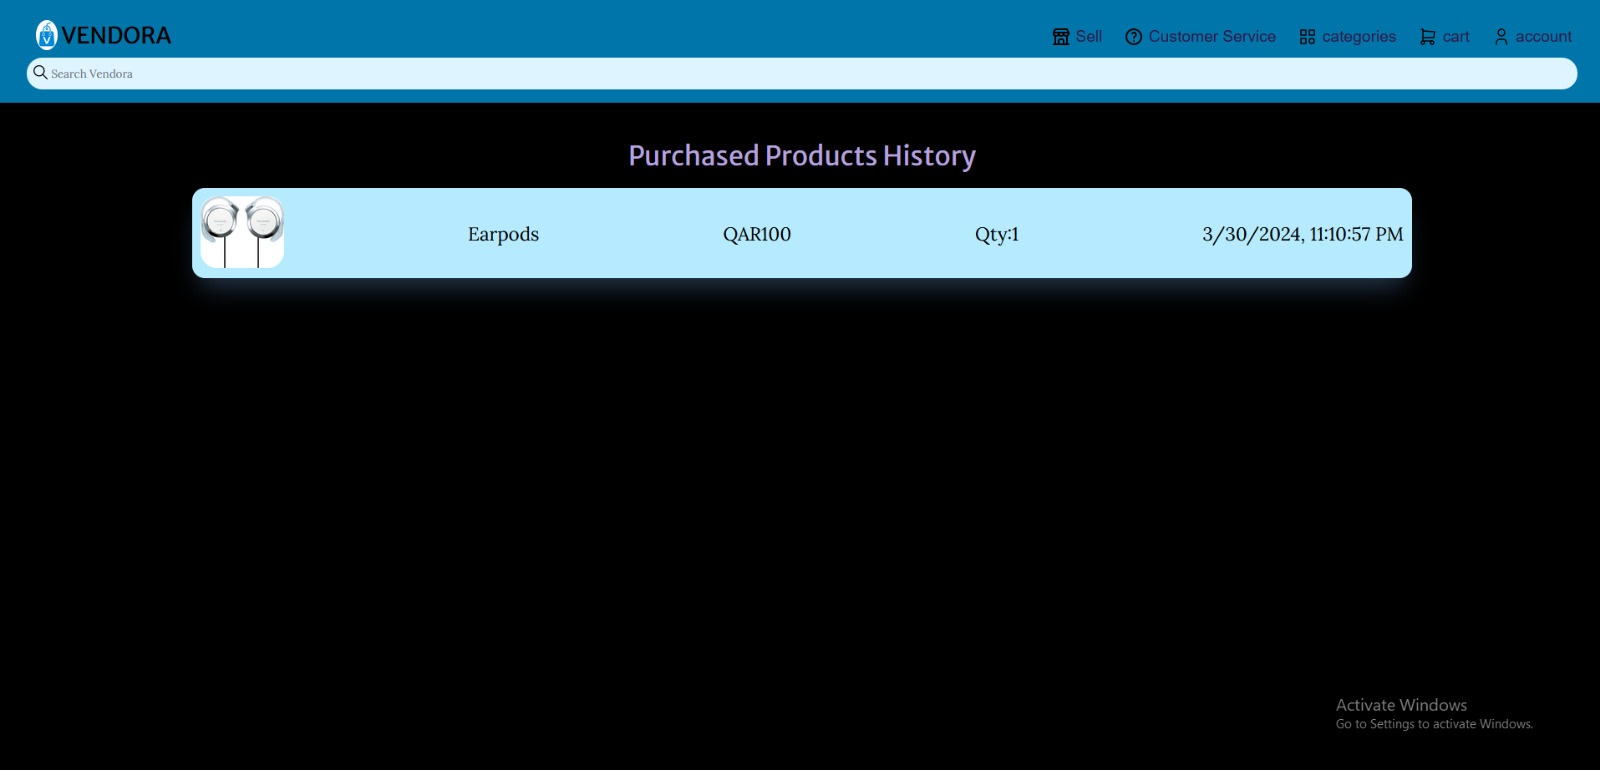 VENDORA
Sell
Customer Service
categories
cart
account
Search Vendora
Purchased Products History
Earpods
QAR100
Qty:1
3/30/2024, 11:10:57 PM
Activate Windows
Go to Settings to activate Windows.